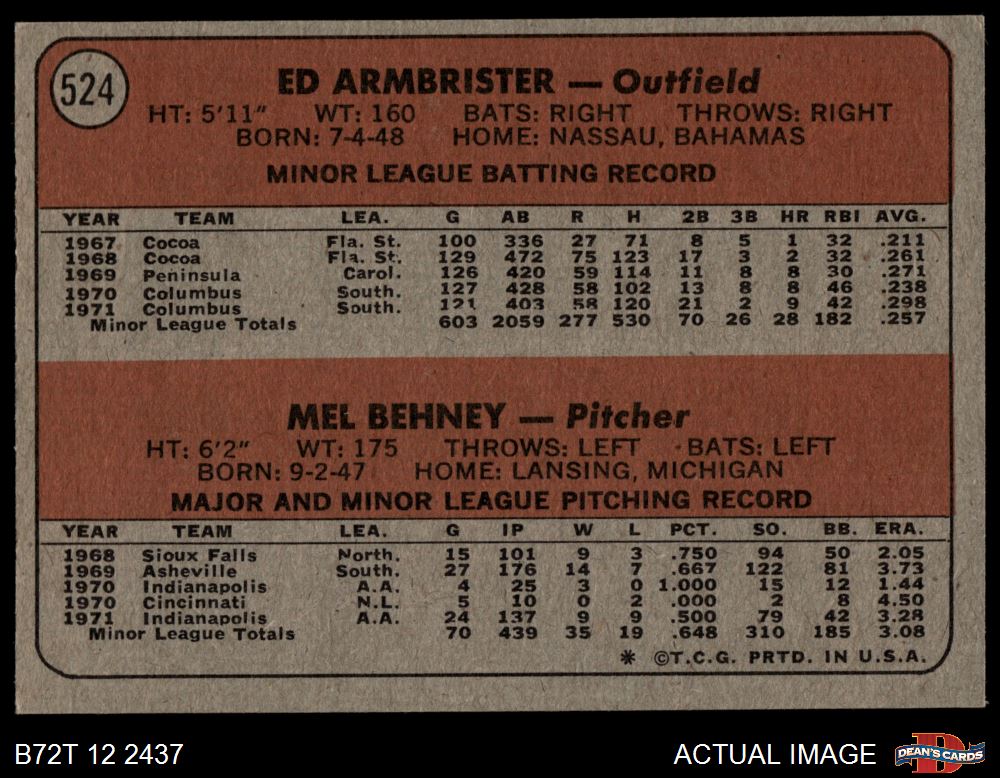 524
ED ARMBRISTER — Outfield
HT: 5'11" WT: 160 BATS: RIGHT THROWS: RIGHT
BORN: 7-4-48 HOME: NASSAU, BAHAMAS
MINOR LEAGUE BATTING RECORD
YEAR TEAM LEA. G AB R H 2B 3B HR RBI AVG.
1967 Cocoa Fla. St. 100 336 27 71 8 5 1 32 .211
1968 Cocoa Fla. St. 129 472 75 123 17 3 2 32 .261
1969 Peninsula Carol. 126 420 59 114 11 8 8 30 .271
1970 Columbus South. 127 428 58 102 13 8 8 46 .238
1971 Columbus South. 121 403 58 120 21 2 9 42 .298
Minor League Totals 603 2059 277 530 70 26 28 182 .257
MEL BEHNEY — Pitcher
HT: 6'2" WT: 175 THROWS: LEFT BATS: LEFT
BORN: 9-2-47 HOME: LANSING, MICHIGAN
MAJOR AND MINOR LEAGUE PITCHING RECORD
YEAR TEAM LEA. G IP W L PCT. SO. BB. ERA.
1968 Sioux Falls North. 15 101 9 3 .750 94 50 2.05
1969 Asheville South. 27 176 14 7 .667 122 81 3.73
1970 Indianapolis A.A. 4 25 3 0 1.000 15 12 1.44
1970 Cincinnati N.L. 5 10 0 2 .000 2 8 4.50
1971 Indianapolis A.A. 24 137 9 9 .500 79 42 3.28
Minor League Totals 70 439 35 19 .648 310 185 3.08
* ©T.C.G. PRTD. IN U.S.A.
B72T 12 2437 ACTUAL IMAGE D DEAN'S CARDS